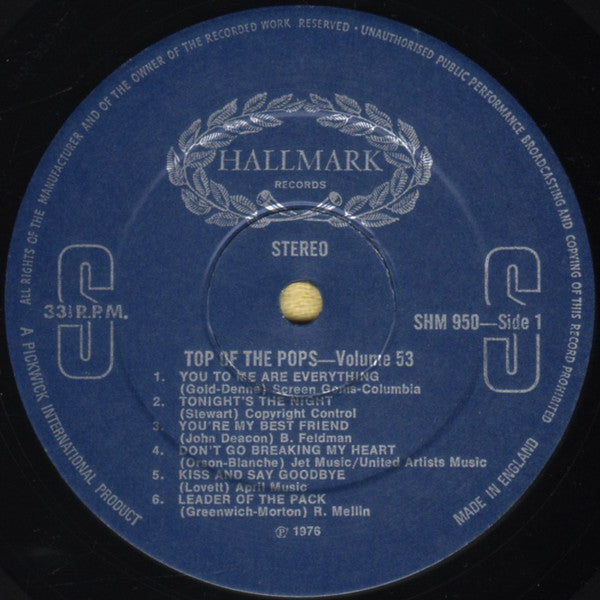 ALL RIGHTS OF THE MANUFACTURER AND OF THE OWNER OF THE RECORDED WORK RESERVED · UNAUTHORISED PUBLIC PERFORMANCE BROADCASTING AND COPYING OF THIS RECORD PROHIBITED
HALLMARK
RECORDS
STEREO
S
33⅓ R.P.M.
SHM 950—Side 1
S
TOP OF THE POPS—Volume 53
1. YOU TO ME ARE EVERYTHING
(Gold-Denne) Screen Gems-Columbia
2. TONIGHT'S THE NIGHT
(Stewart) Copyright Control
3. YOU'RE MY BEST FRIEND
(John Deacon) B. Feldman
4. DON'T GO BREAKING MY HEART
(Orson-Blanche) Jet Music/United Artists Music
5. KISS AND SAY GOODBYE
(Lovett) April Music
6. LEADER OF THE PACK
(Greenwich-Morton) R. Mellin
℗ 1976
A PICKWICK INTERNATIONAL PRODUCT
MADE IN ENGLAND